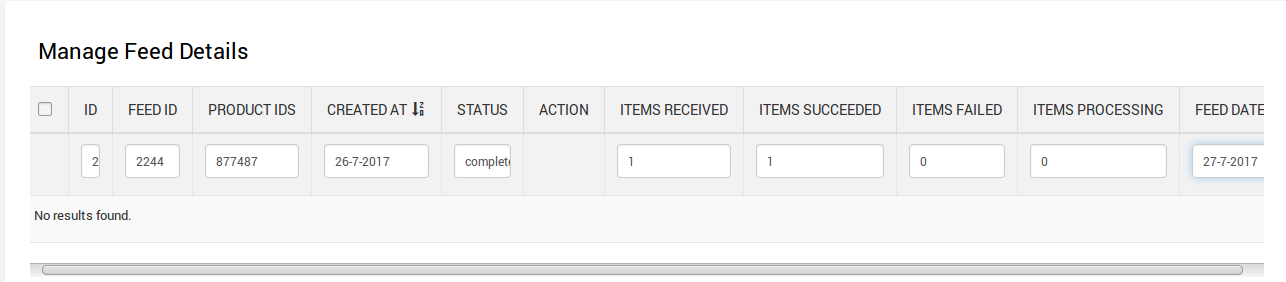 Manage Feed Details
ID FEED ID PRODUCT IDS CREATED AT STATUS ACTION ITEMS RECEIVED ITEMS SUCCEEDED ITEMS FAILED ITEMS PROCESSING FEED DATE
2 2244 877487 26-7-2017 complete 1 1 0 0 27-7-2017
No results found.